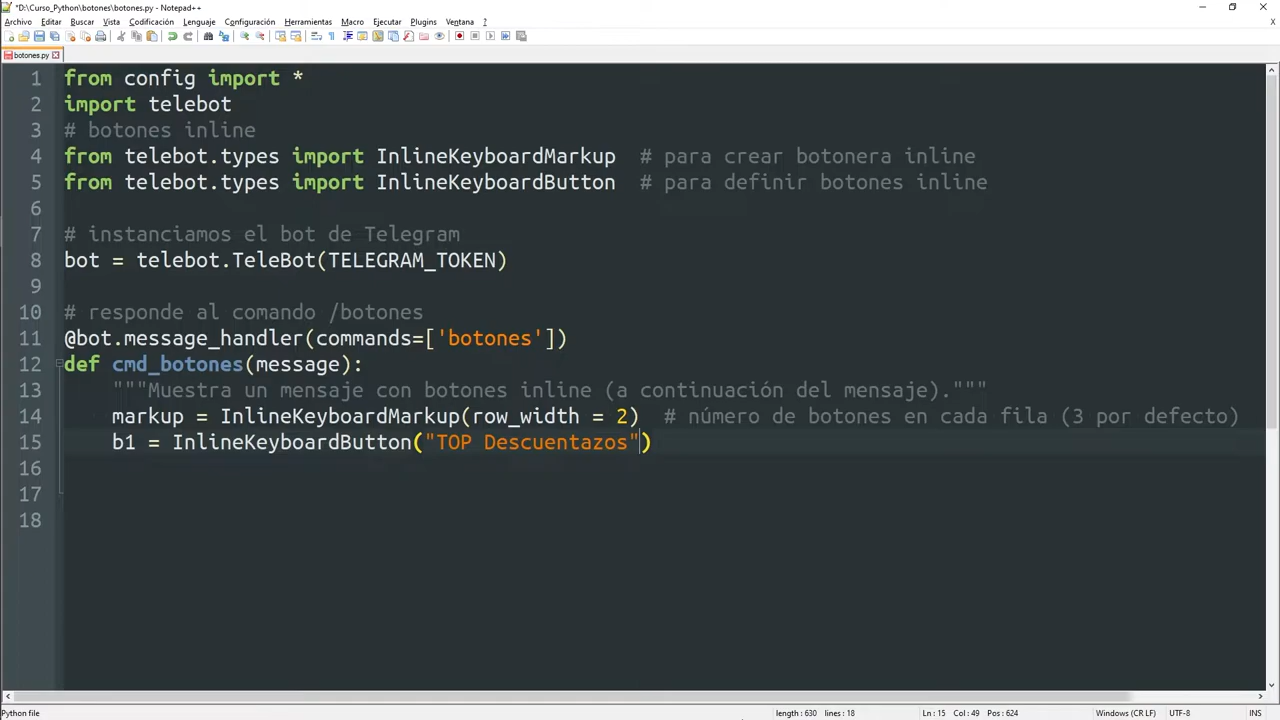 *D:\Curso_Python\botones\botones.py - Notepad++
Archivo Editar Buscar Vista Codificación Lenguaje Configuración Herramientas Macro Ejecutar Plugins Ventana ?
botones.py
1 from config import *
2 import telebot
3 # botones inline
4 from telebot.types import InlineKeyboardMarkup  # para crear botonera inline
5 from telebot.types import InlineKeyboardButton  # para definir botones inline
6
7 # instanciamos el bot de Telegram
8 bot = telebot.TeleBot(TELEGRAM_TOKEN)
9
10 # responde al comando /botones
11 @bot.message_handler(commands=['botones'])
12 def cmd_botones(message):
13     """Muestra un mensaje con botones inline (a continuación del mensaje)."""
14     markup = InlineKeyboardMarkup(row_width = 2)  # número de botones en cada fila (3 por defecto)
15     b1 = InlineKeyboardButton("TOP Descuentazos")
16
17
18
Python file length : 630 lines : 18 Ln : 15 Col : 49 Pos : 624 Windows (CR LF) UTF-8 INS